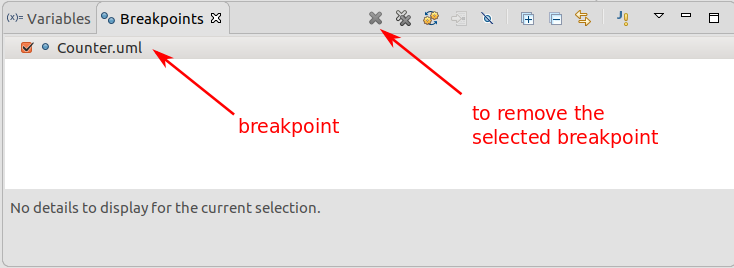 (x)= Variables Breakpoints
Counter.uml
breakpoint
to remove the
selected breakpoint
No details to display for the current selection.